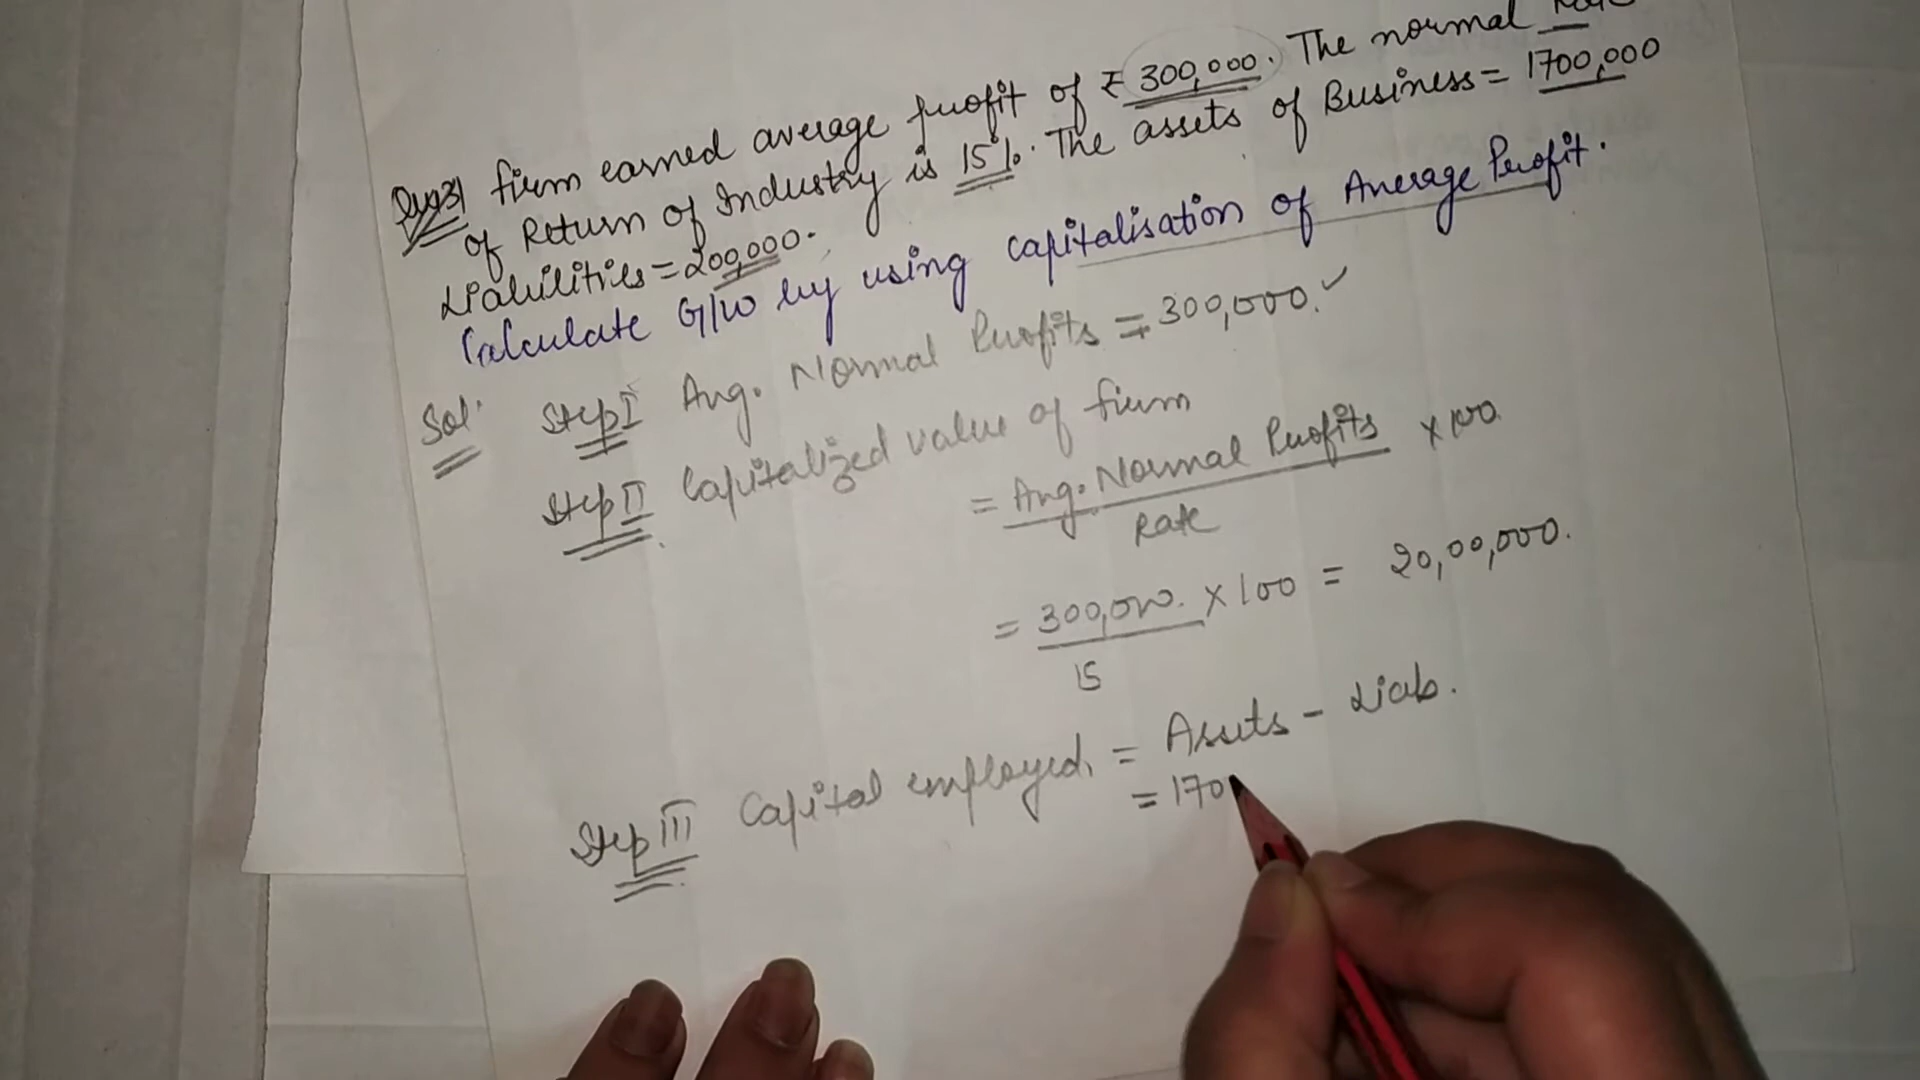 firm earned average profit of ₹ 300,000. The normal Rate
of Return of Industry is 15%. The assets of Business = 1700,000
Liabilities = 200,000.
Calculate G/W by using capitalisation of Average Profit.
Sol. Step I Avg. Normal Profits = 300,000. ✓
Step II Capitalized value of firm
= Avg. Normal Profits × 100
Rate
= 300,000. × 100 = 20,00,000.
15
Step III Capital employed, = Assets - Liab.
= 170